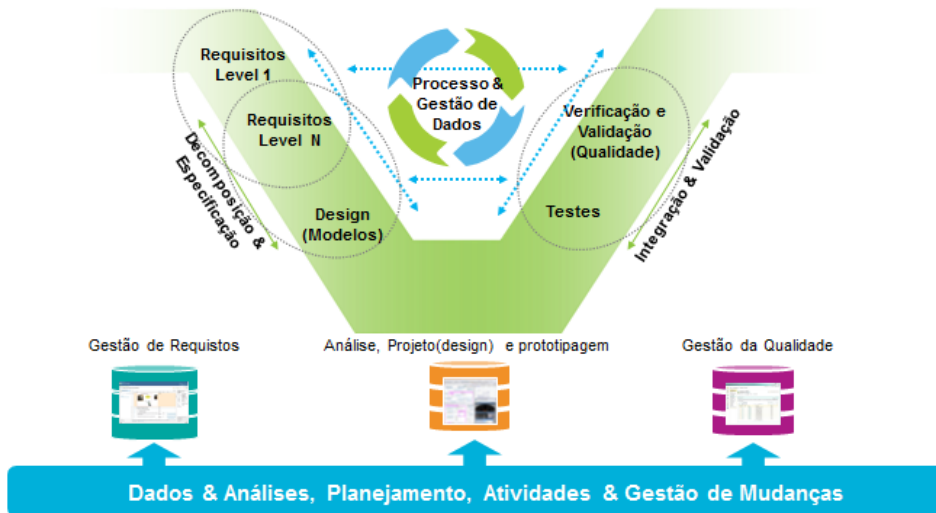 Requisitos
Level 1
Requisitos
Level N
Design
(Modelos)
Decomposição &
Especificação
Processo &
Gestão de
Dados
Verificação e
Validação
(Qualidade)
Testes
Integração & Validação
Gestão de Requistos
Análise, Projeto(design) e prototipagem
Gestão da Qualidade
Dados & Análises, Planejamento, Atividades & Gestão de Mudanças